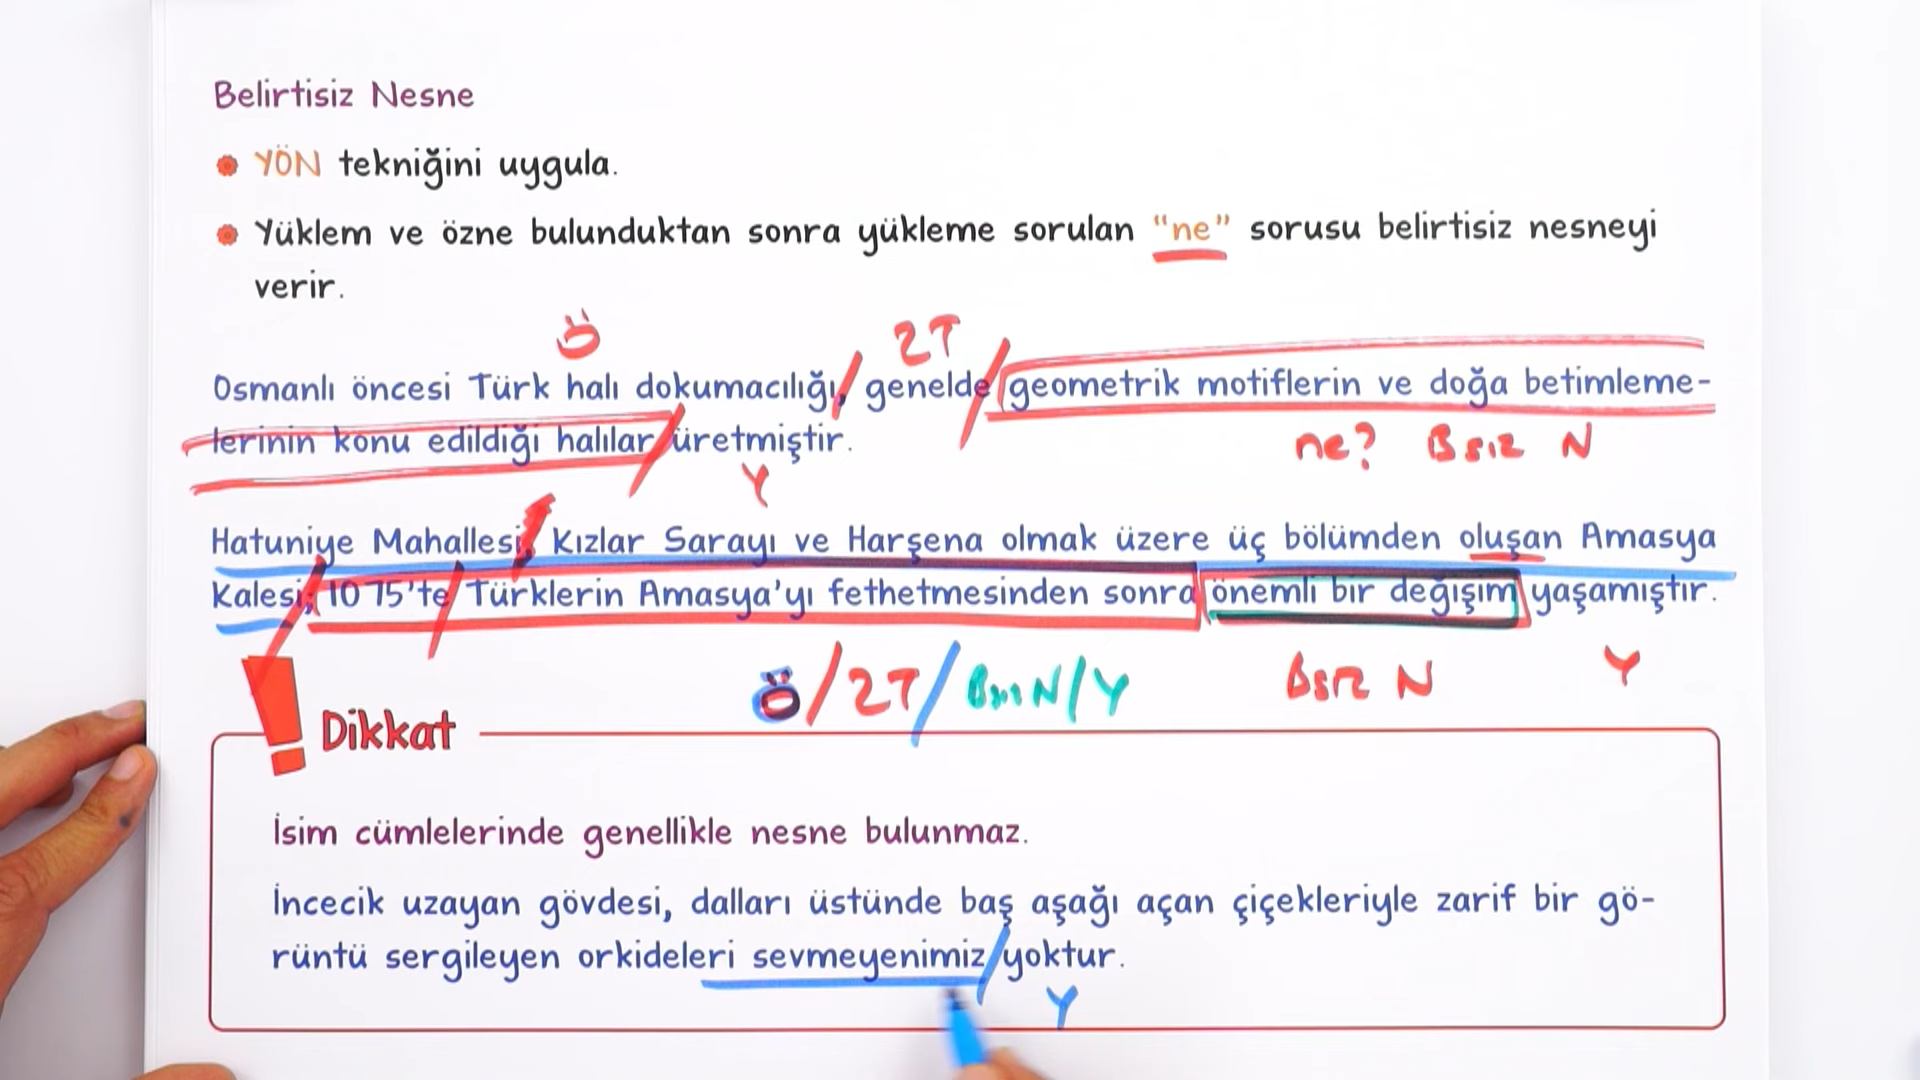 Belirtisiz Nesne
YÖN tekniğini uygula.
Yüklem ve özne bulunduktan sonra yükleme sorulan “ne” sorusu belirtisiz nesneyi
verir.
Ö 2T
Osmanlı öncesi Türk halı dokumacılığı, genelde geometrik motiflerin ve doğa betimleme-
lerinin konu edildiği halılar üretmiştir.
ne? Bsız N
Y
Hatuniye Mahallesi, Kızlar Sarayı ve Harşena olmak üzere üç bölümden oluşan Amasya
Kalesi; 1075'te Türklerin Amasya'yı fethetmesinden sonra önemli bir değişim yaşamıştır.
Ö / 2T / Bsız N / Y Bsız N Y
! Dikkat
İsim cümlelerinde genellikle nesne bulunmaz.
İncecik uzayan gövdesi, dalları üstünde baş aşağı açan çiçekleriyle zarif bir gö-
rüntü sergileyen orkideleri sevmeyenimiz / yoktur.
Y